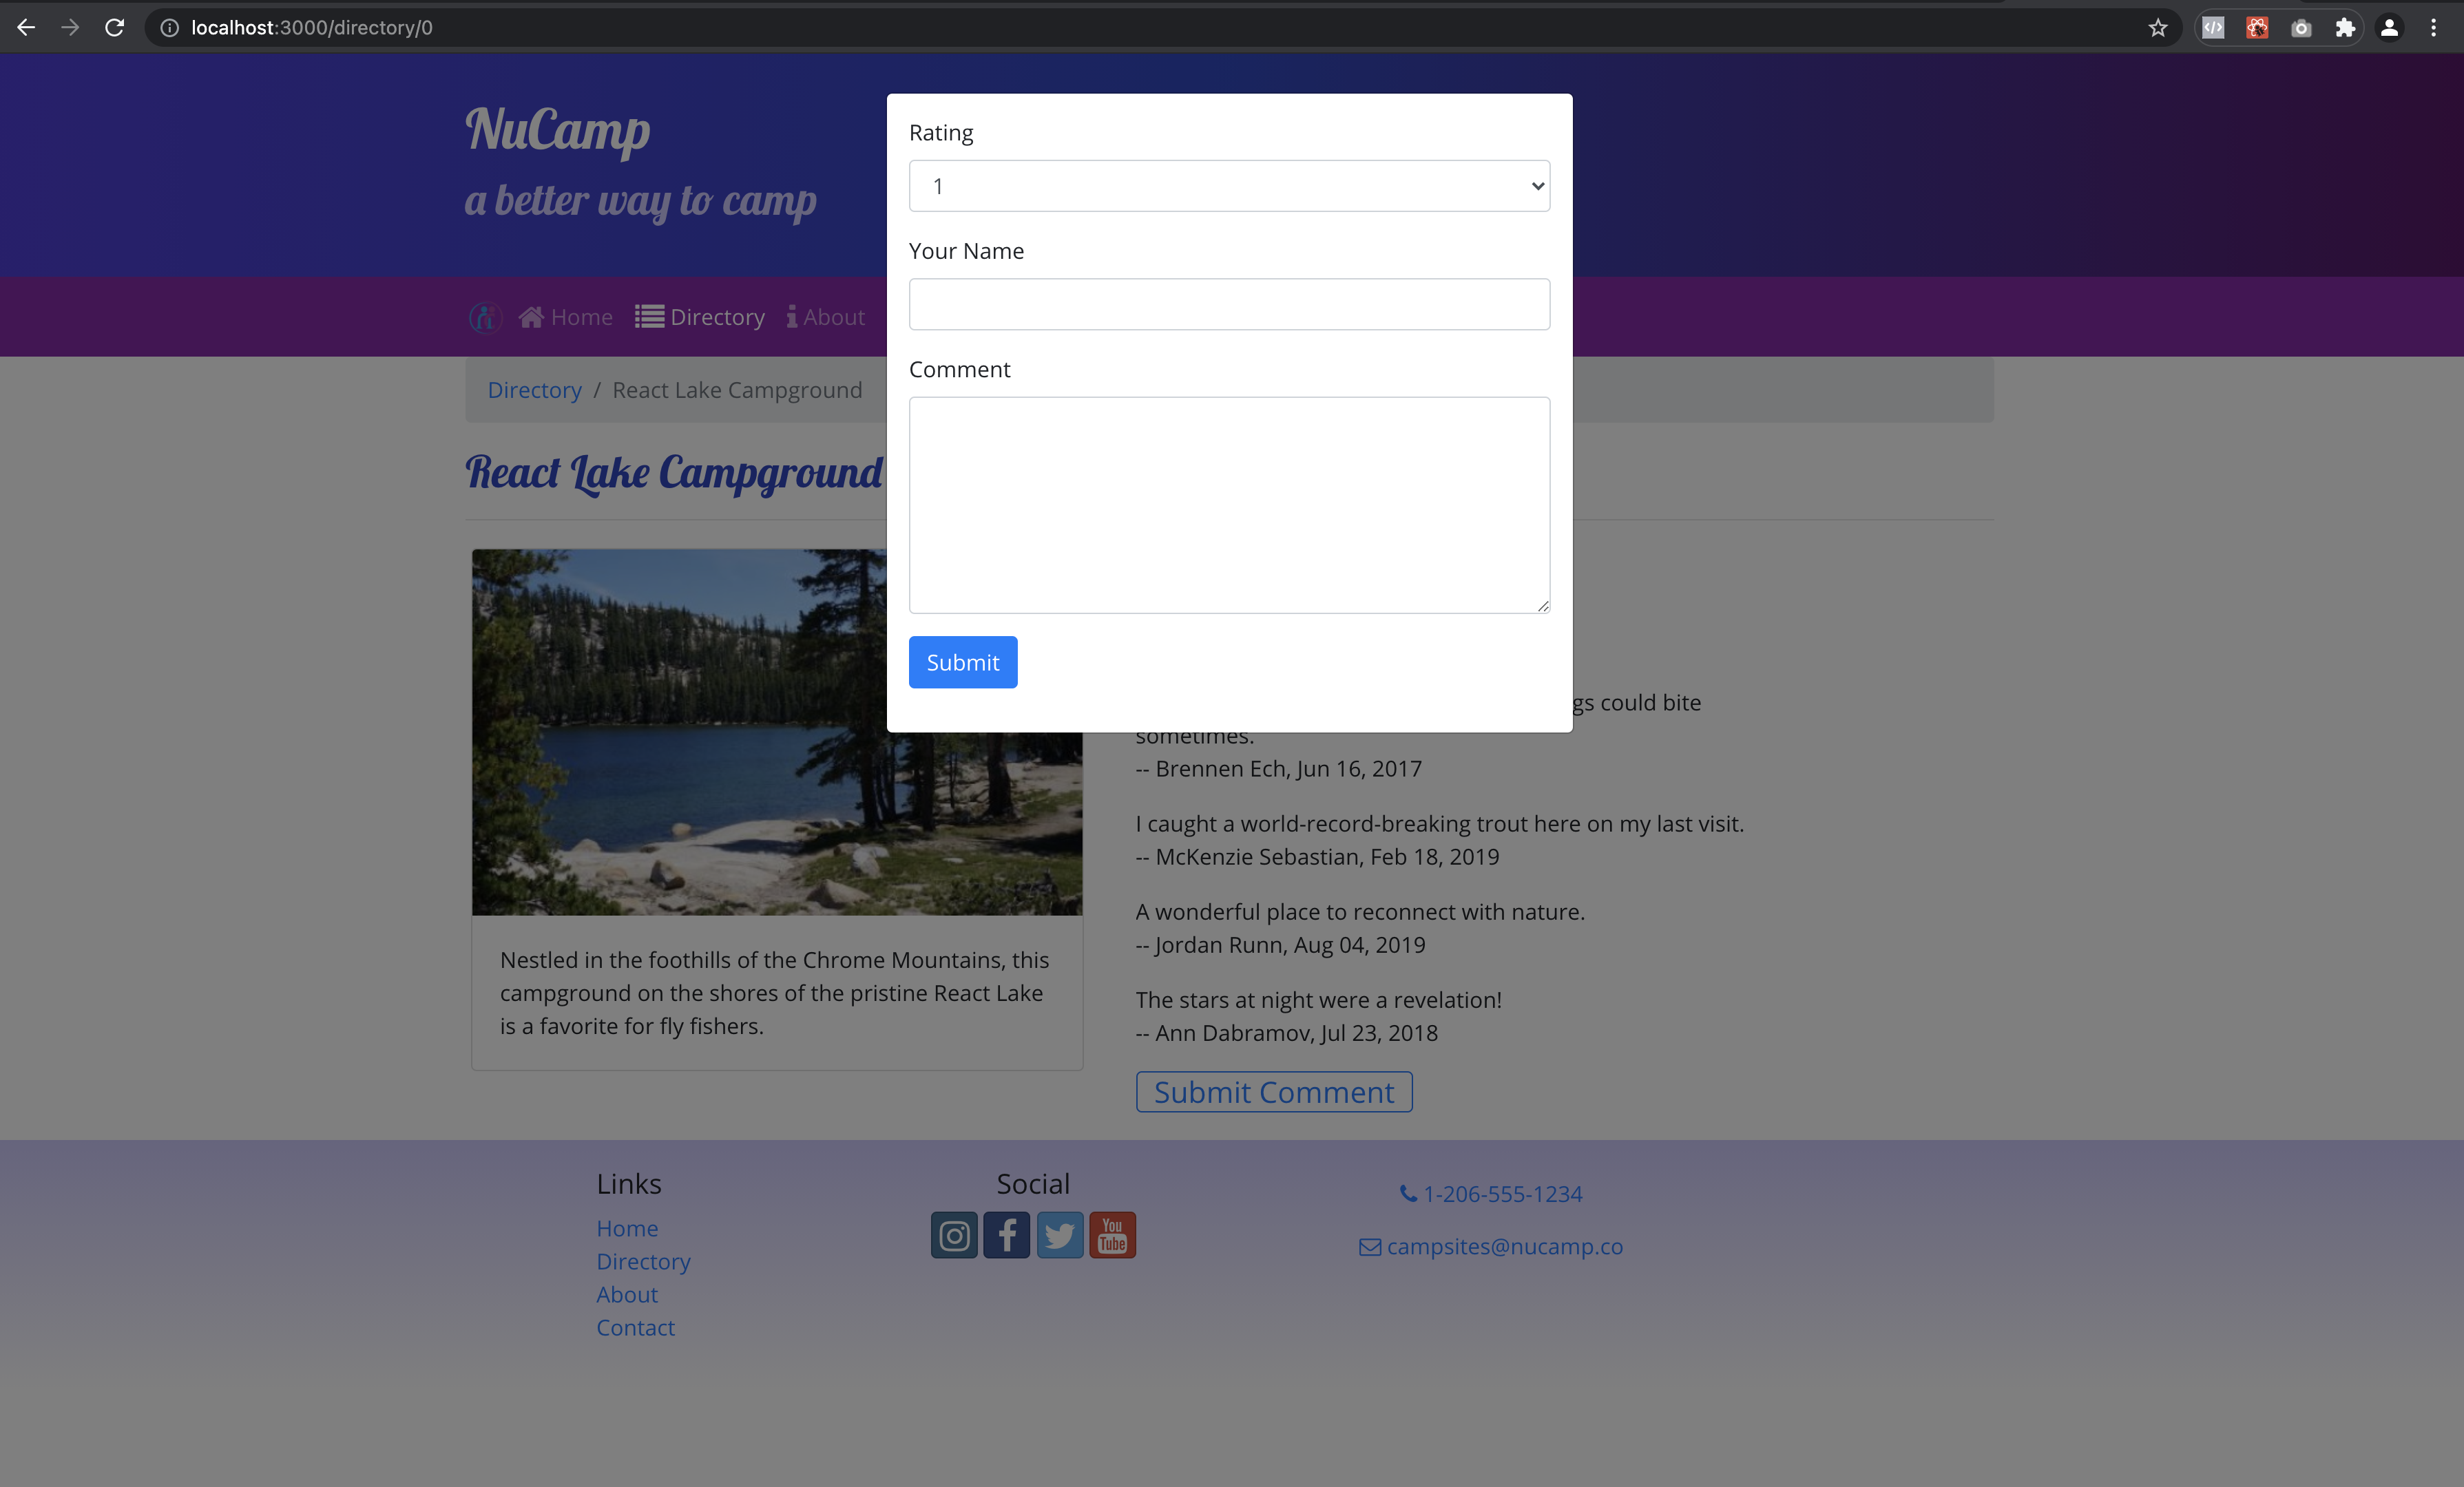 localhost:3000/directory/0
NuCamp
a better way to camp
Home Directory About
Directory / React Lake Campground
React Lake Campground
Rating
1
Your Name
Comment
Submit
could bite
sometimes.
-- Brennen Ech, Jun 16, 2017
I caught a world-record-breaking trout here on my last visit.
-- McKenzie Sebastian, Feb 18, 2019
A wonderful place to reconnect with nature.
-- Jordan Runn, Aug 04, 2019
The stars at night were a revelation!
-- Ann Dabramov, Jul 23, 2018
Nestled in the foothills of the Chrome Mountains, this
campground on the shores of the pristine React Lake
is a favorite for fly fishers.
Submit Comment
Links
Home
Directory
About
Contact
Social
You
Tube
1-206-555-1234
campsites@nucamp.co